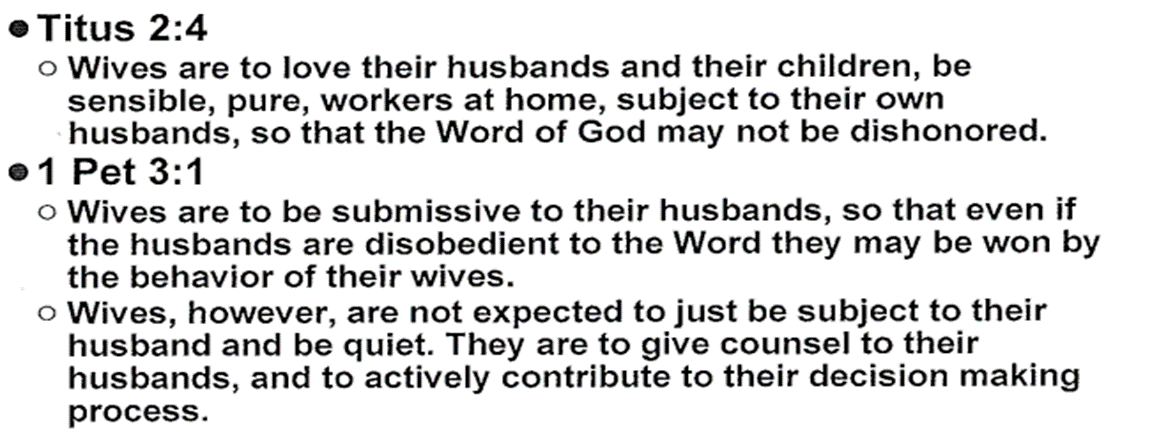 ● Titus 2:4
○ Wives are to love their husbands and their children, be
sensible, pure, workers at home, subject to their own
husbands, so that the Word of God may not be dishonored.
● 1 Pet 3:1
○ Wives are to be submissive to their husbands, so that even if
the husbands are disobedient to the Word they may be won by
the behavior of their wives.
○ Wives, however, are not expected to just be subject to their
husband and be quiet. They are to give counsel to their
husbands, and to actively contribute to their decision making
process.